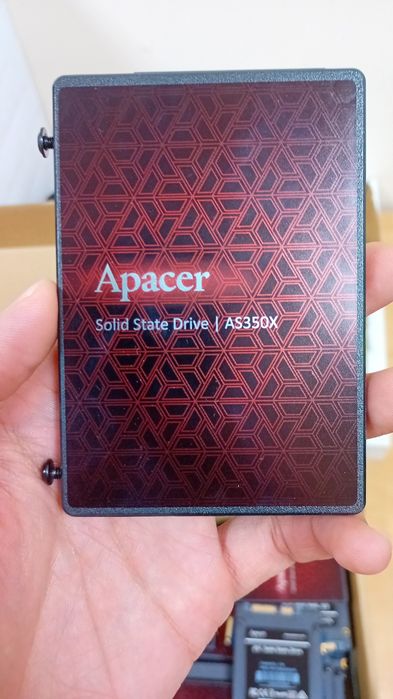 Apacer
Solid State Drive | AS350X